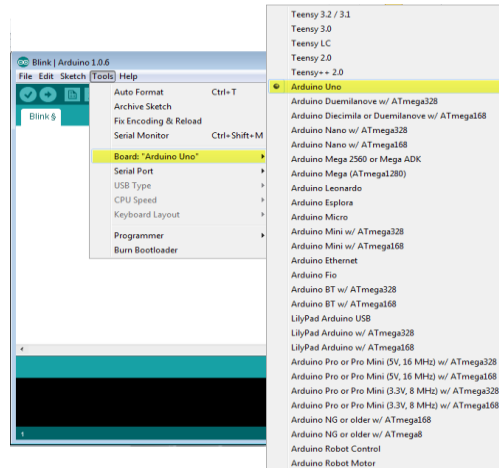 Blink | Arduino 1.0.6
File Edit Sketch Tools Help
Blink §
Auto Format Ctrl+T
Archive Sketch
Fix Encoding & Reload
Serial Monitor Ctrl+Shift+M
Board: "Arduino Uno"
Serial Port
USB Type
CPU Speed
Keyboard Layout
Programmer
Burn Bootloader
1
Teensy 3.2 / 3.1
Teensy 3.0
Teensy LC
Teensy 2.0
Teensy++ 2.0
Arduino Uno
Arduino Duemilanove w/ ATmega328
Arduino Diecimila or Duemilanove w/ ATmega168
Arduino Nano w/ ATmega328
Arduino Nano w/ ATmega168
Arduino Mega 2560 or Mega ADK
Arduino Mega (ATmega1280)
Arduino Leonardo
Arduino Esplora
Arduino Micro
Arduino Mini w/ ATmega328
Arduino Mini w/ ATmega168
Arduino Ethernet
Arduino Fio
Arduino BT w/ ATmega328
Arduino BT w/ ATmega168
LilyPad Arduino USB
LilyPad Arduino w/ ATmega328
LilyPad Arduino w/ ATmega168
Arduino Pro or Pro Mini (5V, 16 MHz) w/ ATmega328
Arduino Pro or Pro Mini (5V, 16 MHz) w/ ATmega168
Arduino Pro or Pro Mini (3.3V, 8 MHz) w/ ATmega328
Arduino Pro or Pro Mini (3.3V, 8 MHz) w/ ATmega168
Arduino NG or older w/ ATmega168
Arduino NG or older w/ ATmega8
Arduino Robot Control
Arduino Robot Motor